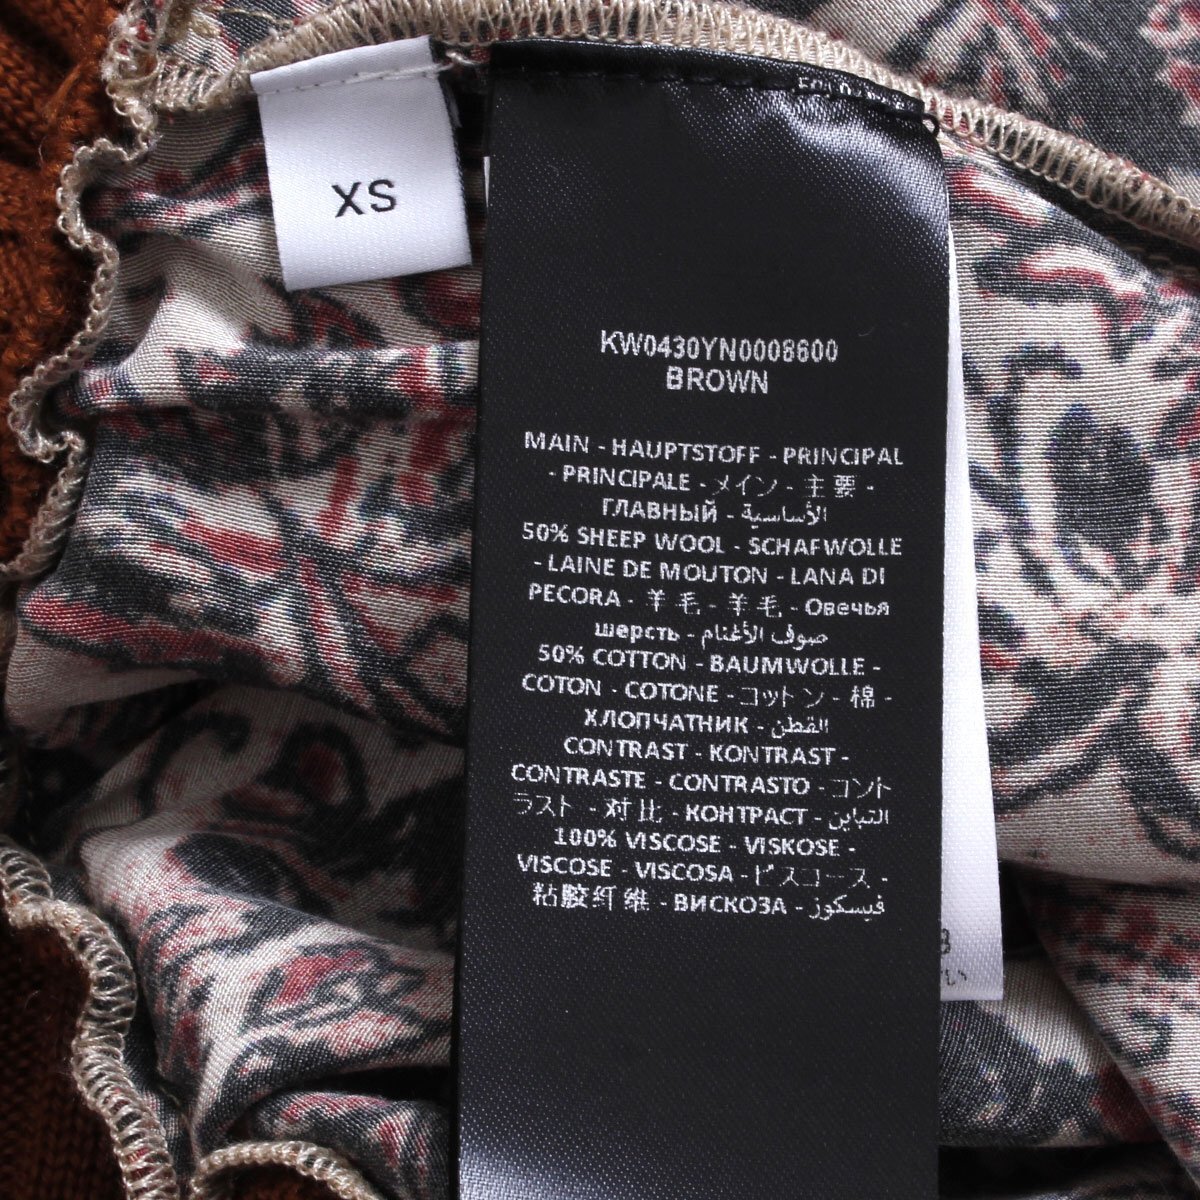 XS
KW0430YN0008600
BROWN
MAIN - HAUPTSTOFF - PRINCIPAL
- PRINCIPALE - メイン - 主要 -
ГЛАВНЫЙ - الأساسية
50% SHEEP WOOL - SCHAFWOLLE
- LAINE DE MOUTON - LANA DI
PECORA - 羊毛 - 羊毛 - Овечья
шерсть - صوف الأغنام
50% COTTON - BAUMWOLLE -
COTON - COTONE - コットン - 棉 -
ХЛОПЧАТНИК - القطن
CONTRAST - KONTRAST -
CONTRASTE - CONTRASTO - コント
ラスト - 对比 - КОНТРАСТ - التباين
100% VISCOSE - VISKOSE -
VISCOSE - VISCOSA - ビスコース -
粘胶纤维 - ВИСКОЗА - فيسكوز
い